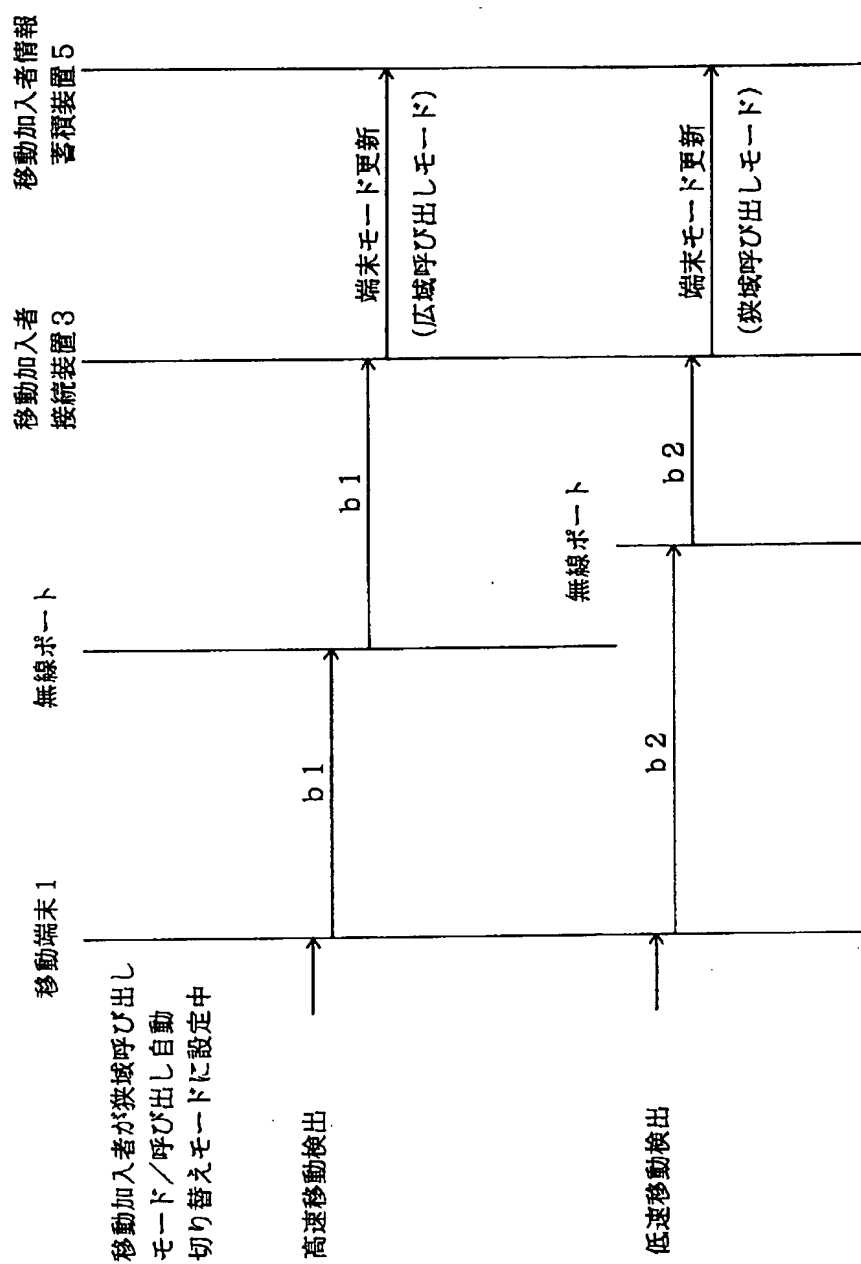 移動端末1
無線ポート
移動加入者
接続装置3
移動加入者情報
蓄積装置5
移動加入者が狭域呼び出し
モード／呼び出し自動
切り替えモードに設定中
高速移動検出
b1
b1
端末モード更新
(広域呼び出しモード)
無線ポート
低速移動検出
b2
b2
端末モード更新
(狭域呼び出しモード)